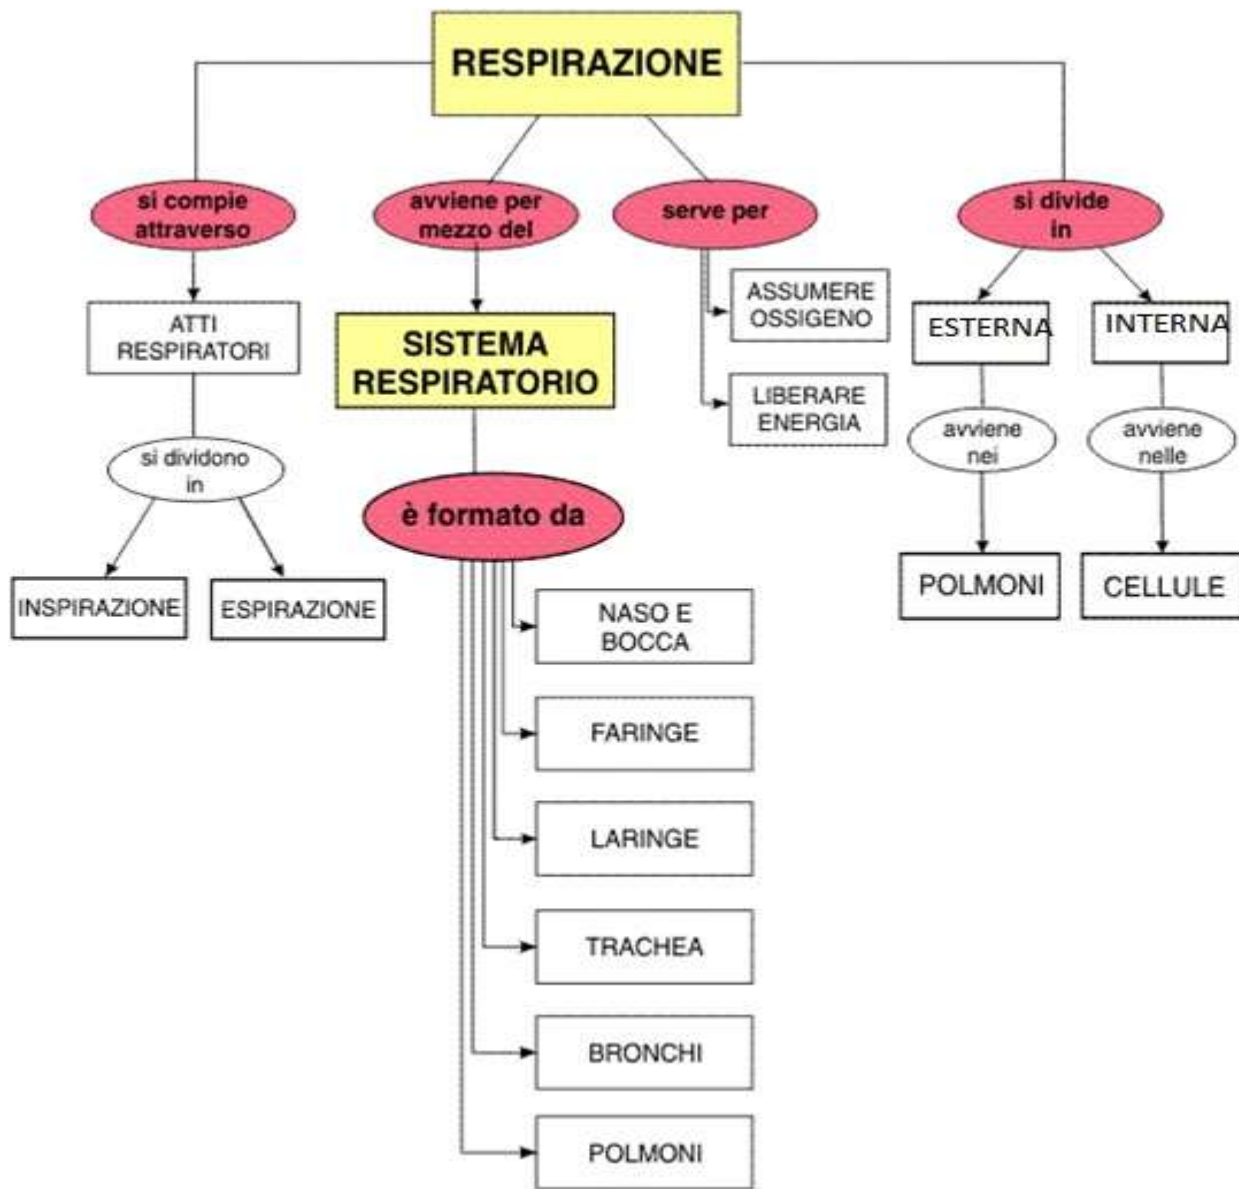 RESPIRAZIONE
si compie
attraverso
avviene per
mezzo del
serve per
si divide
in
ATTI
RESPIRATORI
SISTEMA
RESPIRATORIO
ASSUMERE
OSSIGENO
LIBERARE
ENERGIA
ESTERNA
INTERNA
si dividono
in
è formato da
avviene
nei
avviene
nelle
INSPIRAZIONE
ESPIRAZIONE
POLMONI
CELLULE
NASO E
BOCCA
FARINGE
LARINGE
TRACHEA
BRONCHI
POLMONI